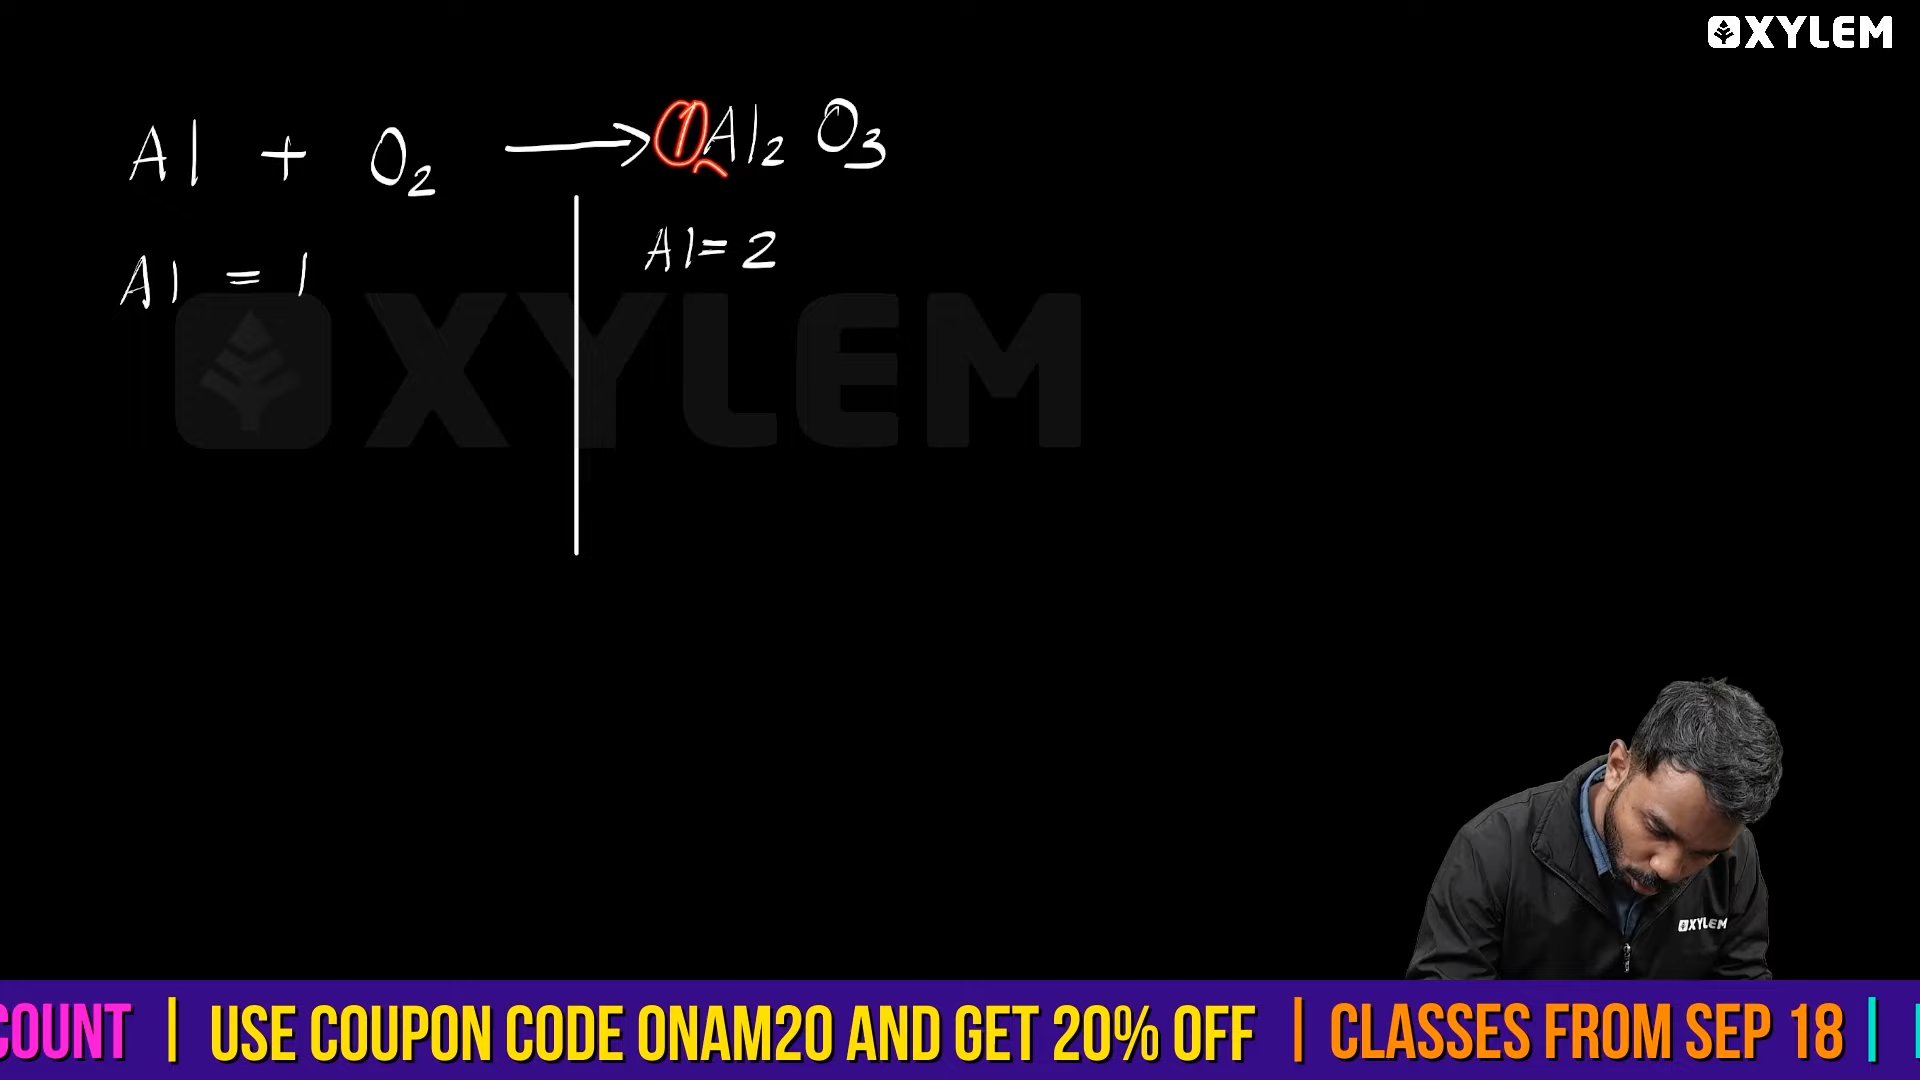 XYLEM
Al + O₂ → 1Al₂ O₃
Al = 1
Al = 2
XYLEM
XYLEM
COUNT | USE COUPON CODE ONAM20 AND GET 20% OFF | CLASSES FROM SEP 18 |